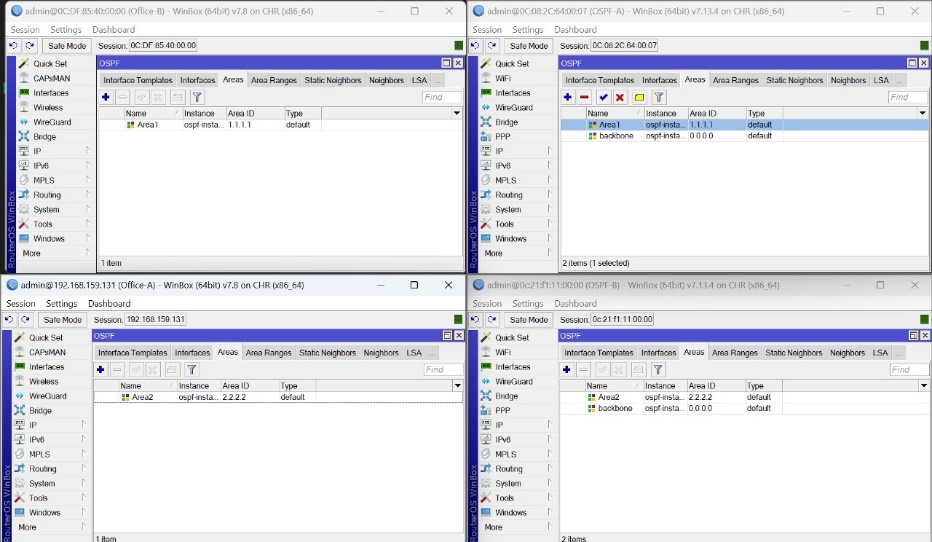 admin@0C:DF:85:40:00:00 (Office-B) - WinBox (64bit) v7.8 on CHR (x86_64)
Session Settings Dashboard
Safe Mode Session: 0C:DF:85:40:00:00
OSPF
Interface Templates Interfaces Areas Area Ranges Static Neighbors Neighbors LSA ...
Find
Name Instance Area ID Type
Area1 ospf-insta... 1.1.1.1 default
1 item
Quick Set
CAPsMAN
Interfaces
Wireless
WireGuard
Bridge
IP
IPv6
MPLS
Routing
System
Tools
Windows
More
RouterOS WinBox
admin@0C:08:2C:64:00:07 (OSPF-A) - WinBox (64bit) v7.13.4 on CHR (x86_64)
Session Settings Dashboard
Safe Mode Session: 0C:08:2C:64:00:07
OSPF
Interface Templates Interfaces Areas Area Ranges Static Neighbors Neighbors LSA ...
Find
Name Instance Area ID Type
Area1 ospf-insta... 1.1.1.1 default
backbone ospf-insta... 0.0.0.0 default
2 items (1 selected)
Quick Set
WiFi
Interfaces
WireGuard
Bridge
PPP
IP
IPv6
MPLS
Routing
System
Tools
Windows
More
RouterOS WinBox
admin@192.168.159.131 (Office-A) - WinBox (64bit) v7.8 on CHR (x86_64)
Session Settings Dashboard
Safe Mode Session: 192.168.159.131
OSPF
Interface Templates Interfaces Areas Area Ranges Static Neighbors Neighbors LSA ...
Find
Name Instance Area ID Type
Area2 ospf-insta... 2.2.2.2 default
1 item
Quick Set
CAPsMAN
Interfaces
Wireless
WireGuard
Bridge
IP
IPv6
MPLS
Routing
System
Tools
Windows
More
RouterOS WinBox
admin@0c:21:f1:11:00:00 (OSPF-B) - WinBox (64bit) v7.13.4 on CHR (x86_64)
Session Settings Dashboard
Safe Mode Session: 0c:21:f1:11:00:00
OSPF
Interface Templates Interfaces Areas Area Ranges Static Neighbors Neighbors LSA ...
Find
Name Instance Area ID Type
Area2 ospf-insta... 2.2.2.2 default
backbone ospf-insta... 0.0.0.0 default
2 items
Quick Set
WiFi
Interfaces
WireGuard
Bridge
PPP
IP
IPv6
MPLS
Routing
System
Tools
Windows
More
RouterOS WinBox